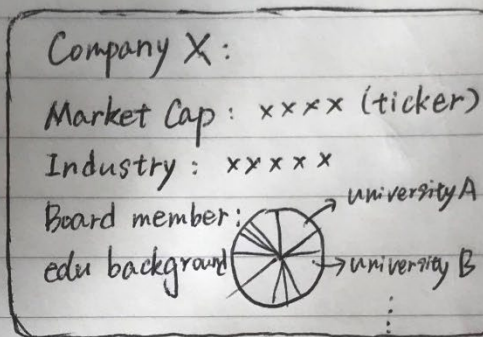 Company X:
Market Cap: xxxx (ticker)
Industry: xxxxx
Board member:
edu background
university A
university B